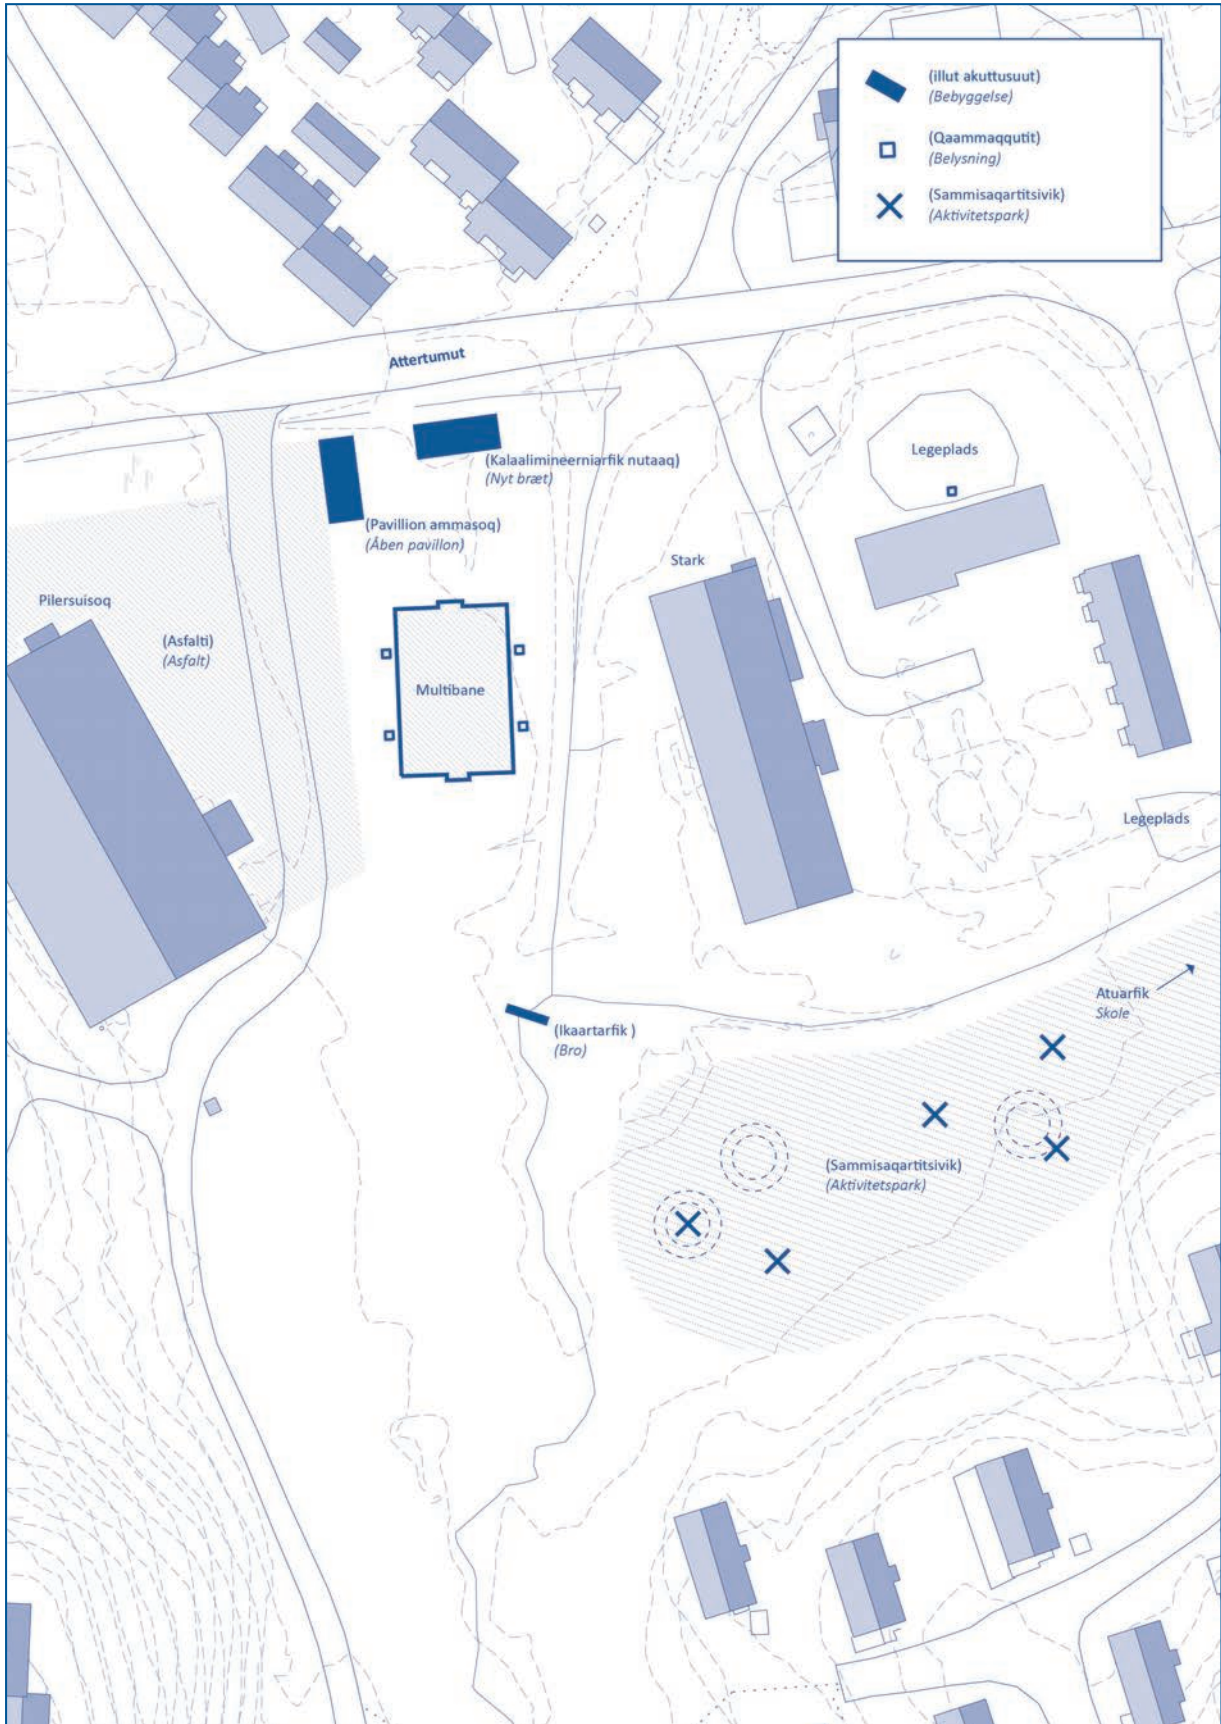 (illut akuttusuut)
(Bebyggelse)
(Qaammaqqutit)
(Belysning)
(Sammisaqartitsivik)
(Aktivitetspark)
Attertumut
(Kalaalimineerniarfik nutaaq)
(Nyt bræt)
Legeplads
(Pavillion ammasoq)
(Åben pavillon)
Stark
Pilersuisoq
(Asfalti)
(Asfalt)
Multibane
Legeplads
Atuarfik
Skole
(Ikaartarfik )
(Bro)
(Sammisaqartitsivik)
(Aktivitetspark)